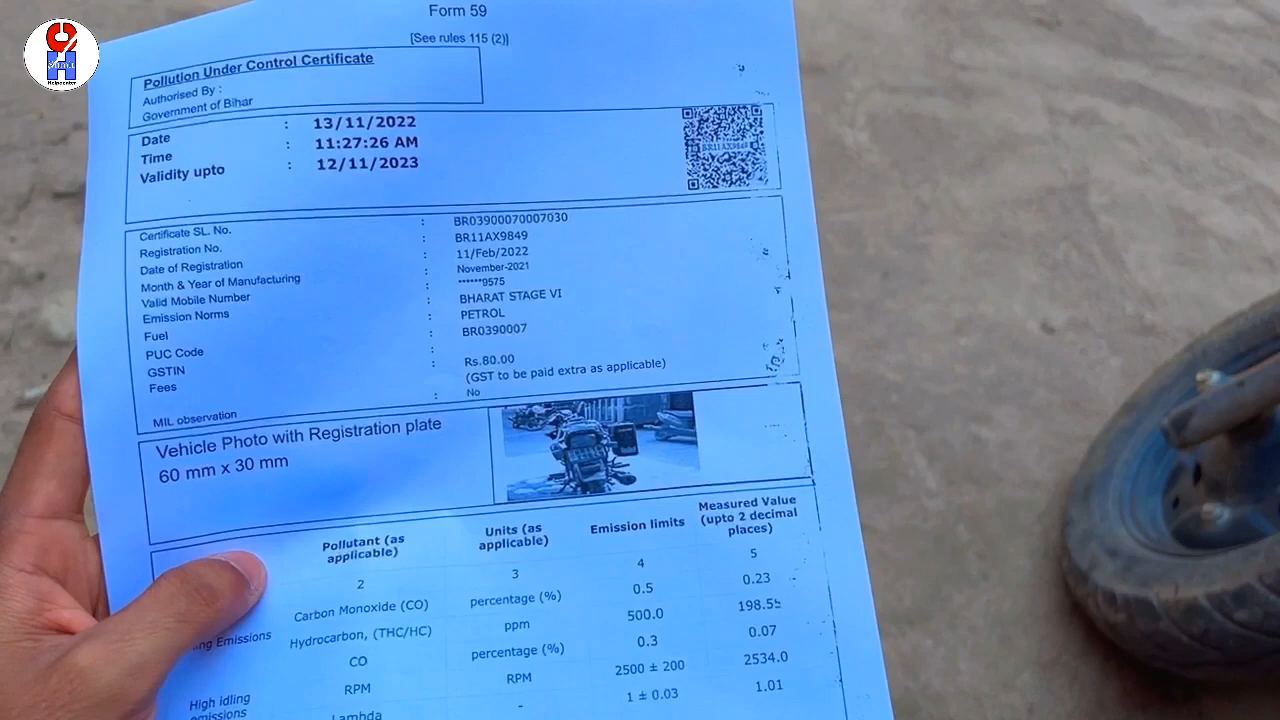 Helpcenter
Form 59
[See rules 115 (2)]
Pollution Under Control Certificate
Authorised By :
Government of Bihar
Date : 13/11/2022
Time : 11:27:26 AM
Validity upto : 12/11/2023
BR11AX9849
Certificate SL. No. : BR03900070007030
Registration No. : BR11AX9849
Date of Registration : 11/Feb/2022
Month & Year of Manufacturing : November-2021
Valid Mobile Number : ******9575
Emission Norms : BHARAT STAGE VI
Fuel : PETROL
PUC Code : BR0390007
GSTIN :
Fees : Rs.80.00
(GST to be paid extra as applicable)
MIL observation : No
Vehicle Photo with Registration plate
60 mm x 30 mm
Pollutant (as applicable) Units (as applicable) Emission limits Measured Value (upto 2 decimal places)
2 3 4 5
Carbon Monoxide (CO) percentage (%) 0.5 0.23
Emissions Hydrocarbon, (THC/HC) ppm 500.0 198.55
CO percentage (%) 0.3 0.07
High idling emissions RPM RPM 2500 ± 200 2534.0
Lambda - 1 ± 0.03 1.01